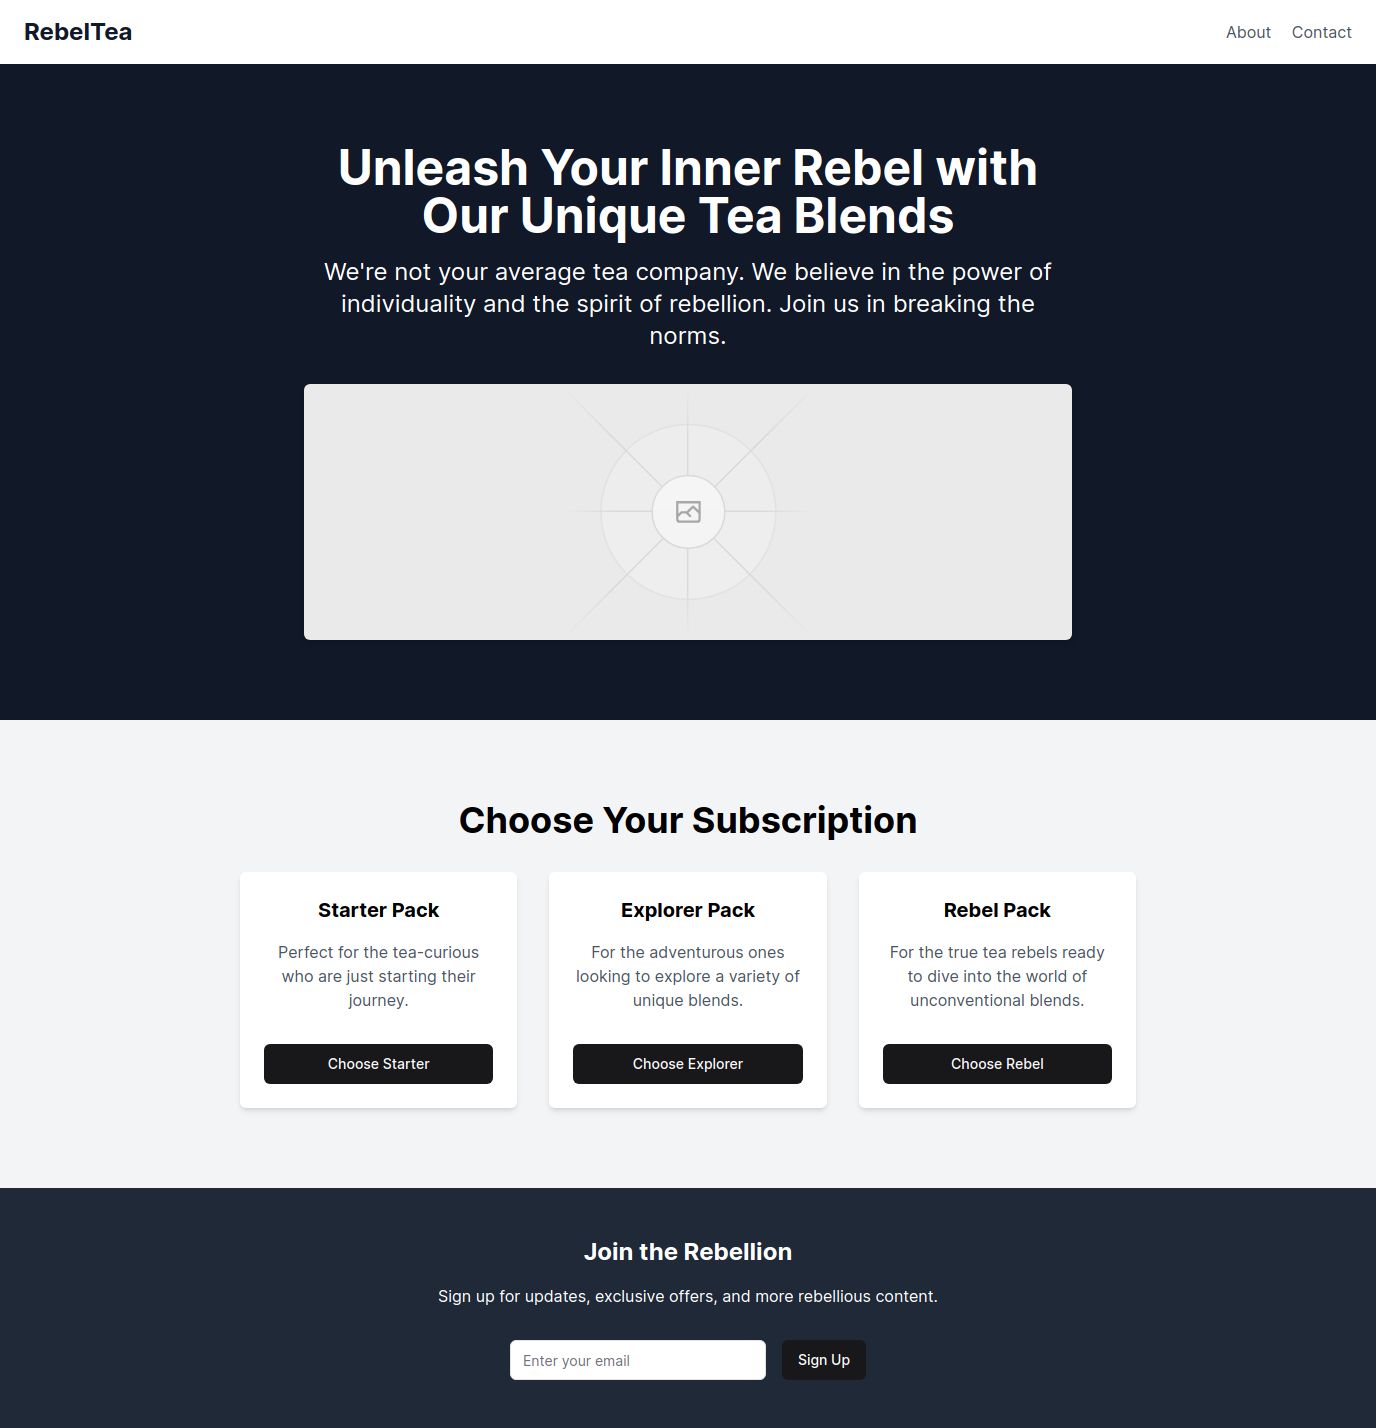 RebelTea
About
Contact
Unleash Your Inner Rebel with
Our Unique Tea Blends
We're not your average tea company. We believe in the power of
individuality and the spirit of rebellion. Join us in breaking the
norms.
Choose Your Subscription
Starter Pack
Perfect for the tea-curious
who are just starting their
journey.
Choose Starter
Explorer Pack
For the adventurous ones
looking to explore a variety of
unique blends.
Choose Explorer
Rebel Pack
For the true tea rebels ready
to dive into the world of
unconventional blends.
Choose Rebel
Join the Rebellion
Sign up for updates, exclusive offers, and more rebellious content.
Enter your email
Sign Up